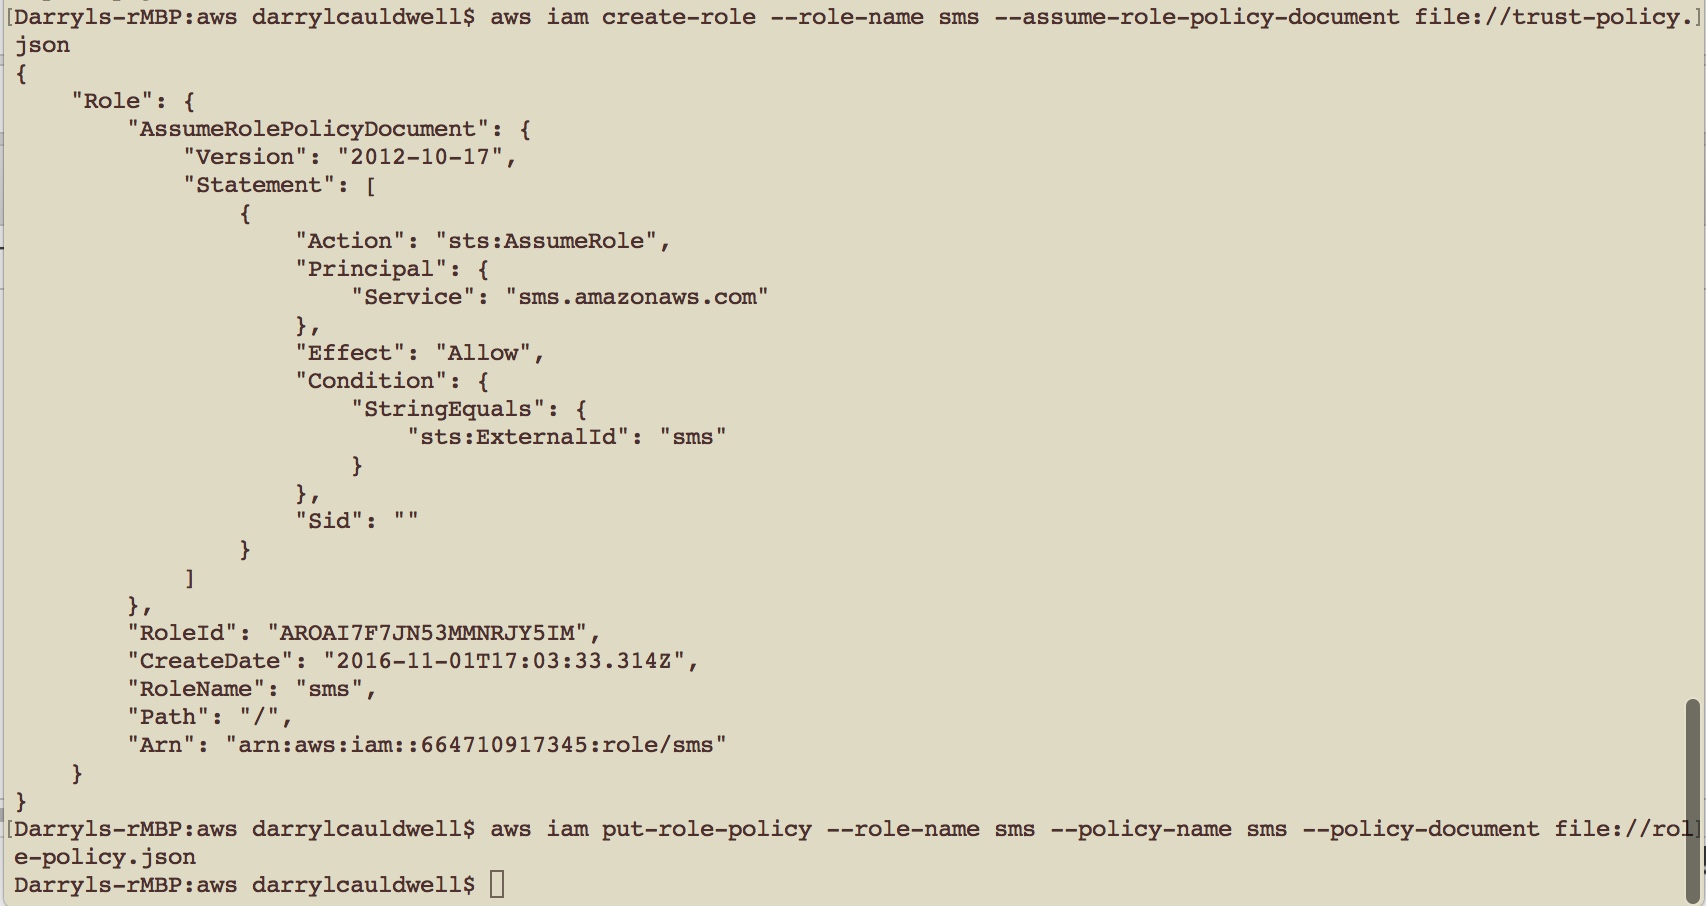 [Darryls-rMBP:aws darrylcauldwell$ aws iam create-role --role-name sms --assume-role-policy-document file://trust-policy.]
json
{
    "Role": {
        "AssumeRolePolicyDocument": {
            "Version": "2012-10-17",
            "Statement": [
                {
                    "Action": "sts:AssumeRole",
                    "Principal": {
                        "Service": "sms.amazonaws.com"
                    },
                    "Effect": "Allow",
                    "Condition": {
                        "StringEquals": {
                            "sts:ExternalId": "sms"
                        }
                    },
                    "Sid": ""
                }
            ]
        },
        "RoleId": "AROAI7F7JN53MMNRJY5IM",
        "CreateDate": "2016-11-01T17:03:33.314Z",
        "RoleName": "sms",
        "Path": "/",
        "Arn": "arn:aws:iam::664710917345:role/sms"
    }
}
[Darryls-rMBP:aws darrylcauldwell$ aws iam put-role-policy --role-name sms --policy-name sms --policy-document file://rol]
e-policy.json
Darryls-rMBP:aws darrylcauldwell$